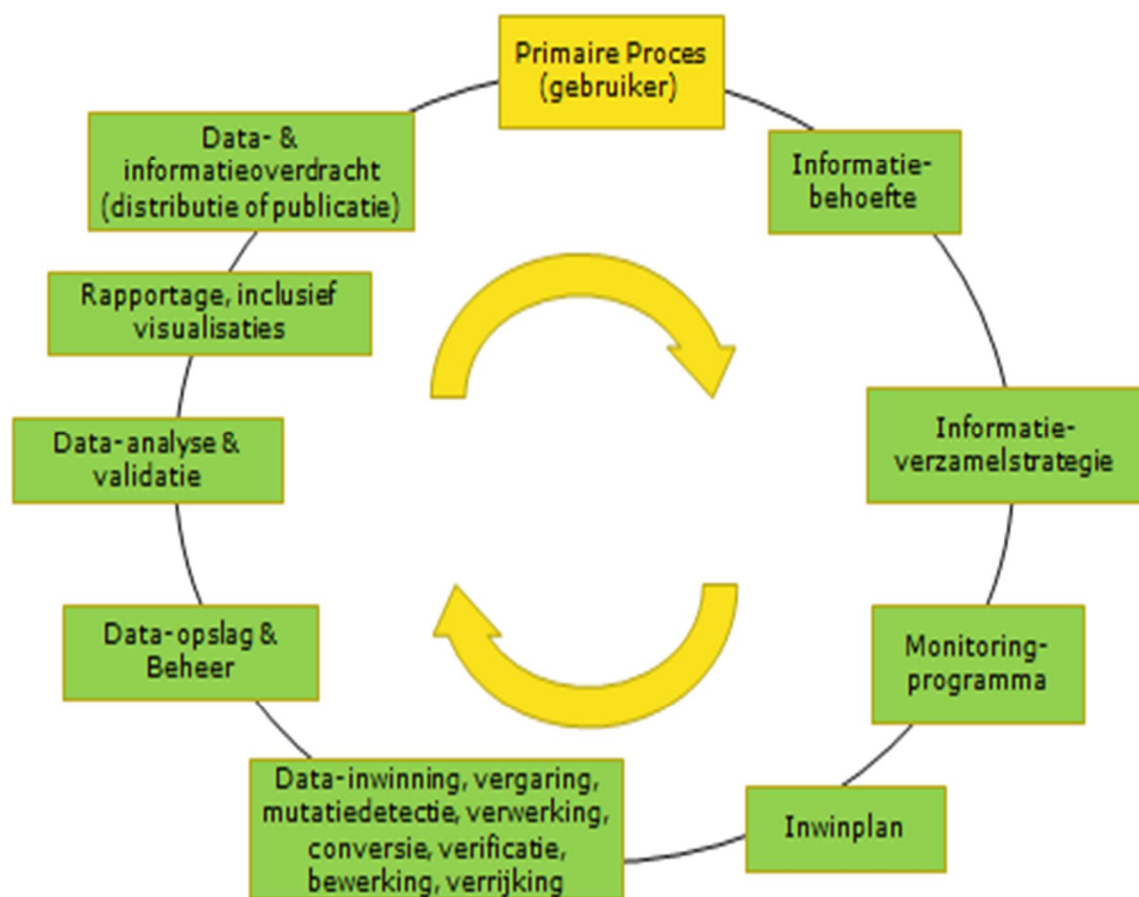 Primaire Proces
(gebruiker)
Informatie-
behoefte
Informatie-
verzamelstrategie
Monitoring-
programma
Inwinplan
Data-inwinning, vergaring,
mutatiedetectie, verwerking,
conversie, verificatie,
bewerking, verrijking
Data-opslag &
Beheer
Data-analyse &
validatie
Rapportage, inclusief
visualisaties
Data- &
informatieoverdracht
(distributie of publicatie)